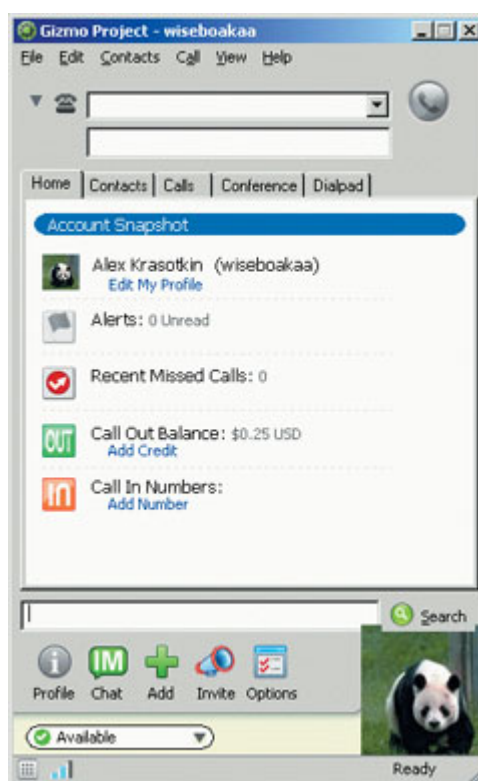 Gizmo Project - wiseboakaa
File Edit Contacts Call View Help
Home Contacts Calls Conference Dialpad
Account Snapshot
Alex Krasotkin (wiseboakaa)
Edit My Profile
Alerts: 0 Unread
Recent Missed Calls: 0
OUT Call Out Balance: $0.25 USD
Add Credit
in Call In Numbers:
Add Number
Search
IM
Profile Chat Add Invite Options
Available
Ready